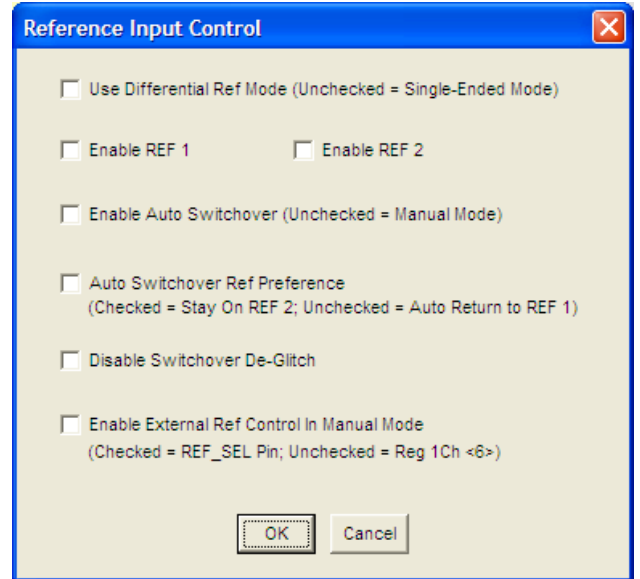 Reference Input Control
Use Differential Ref Mode (Unchecked = Single-Ended Mode)
Enable REF 1 Enable REF 2
Enable Auto Switchover (Unchecked = Manual Mode)
Auto Switchover Ref Preference
(Checked = Stay On REF 2; Unchecked = Auto Return to REF 1)
Disable Switchover De-Glitch
Enable External Ref Control In Manual Mode
(Checked = REF_SEL Pin; Unchecked = Reg 1Ch <6>)
OK Cancel